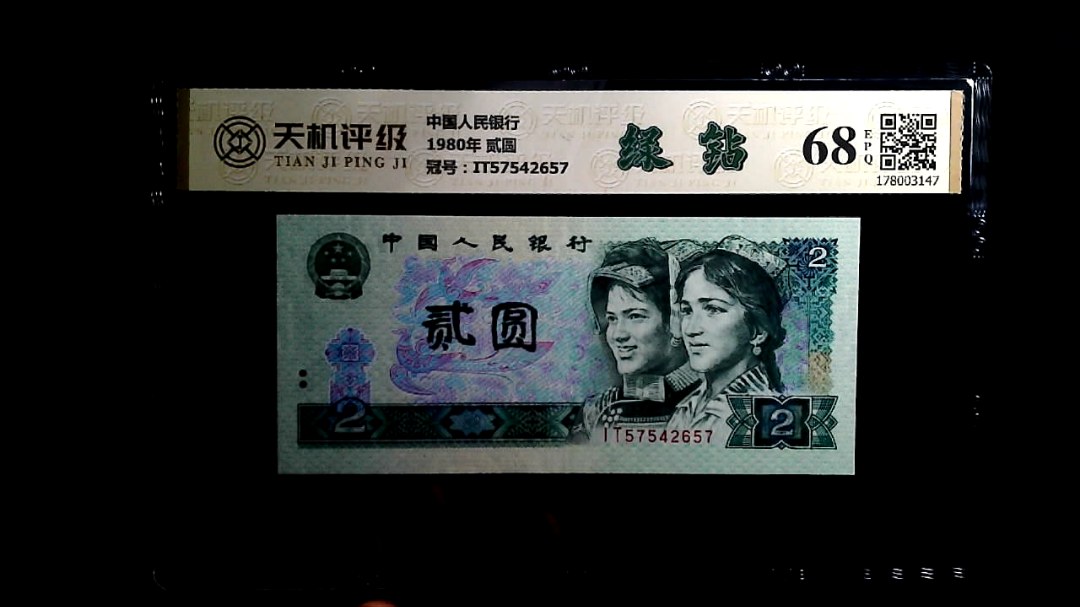 天机评级
TIAN JI PING JI
中国人民银行
1980年 贰圆
冠号：IT57542657
绿钻
68
EPQ
178003147
中国人民银行
2
贰圆
2
IT57542657
2